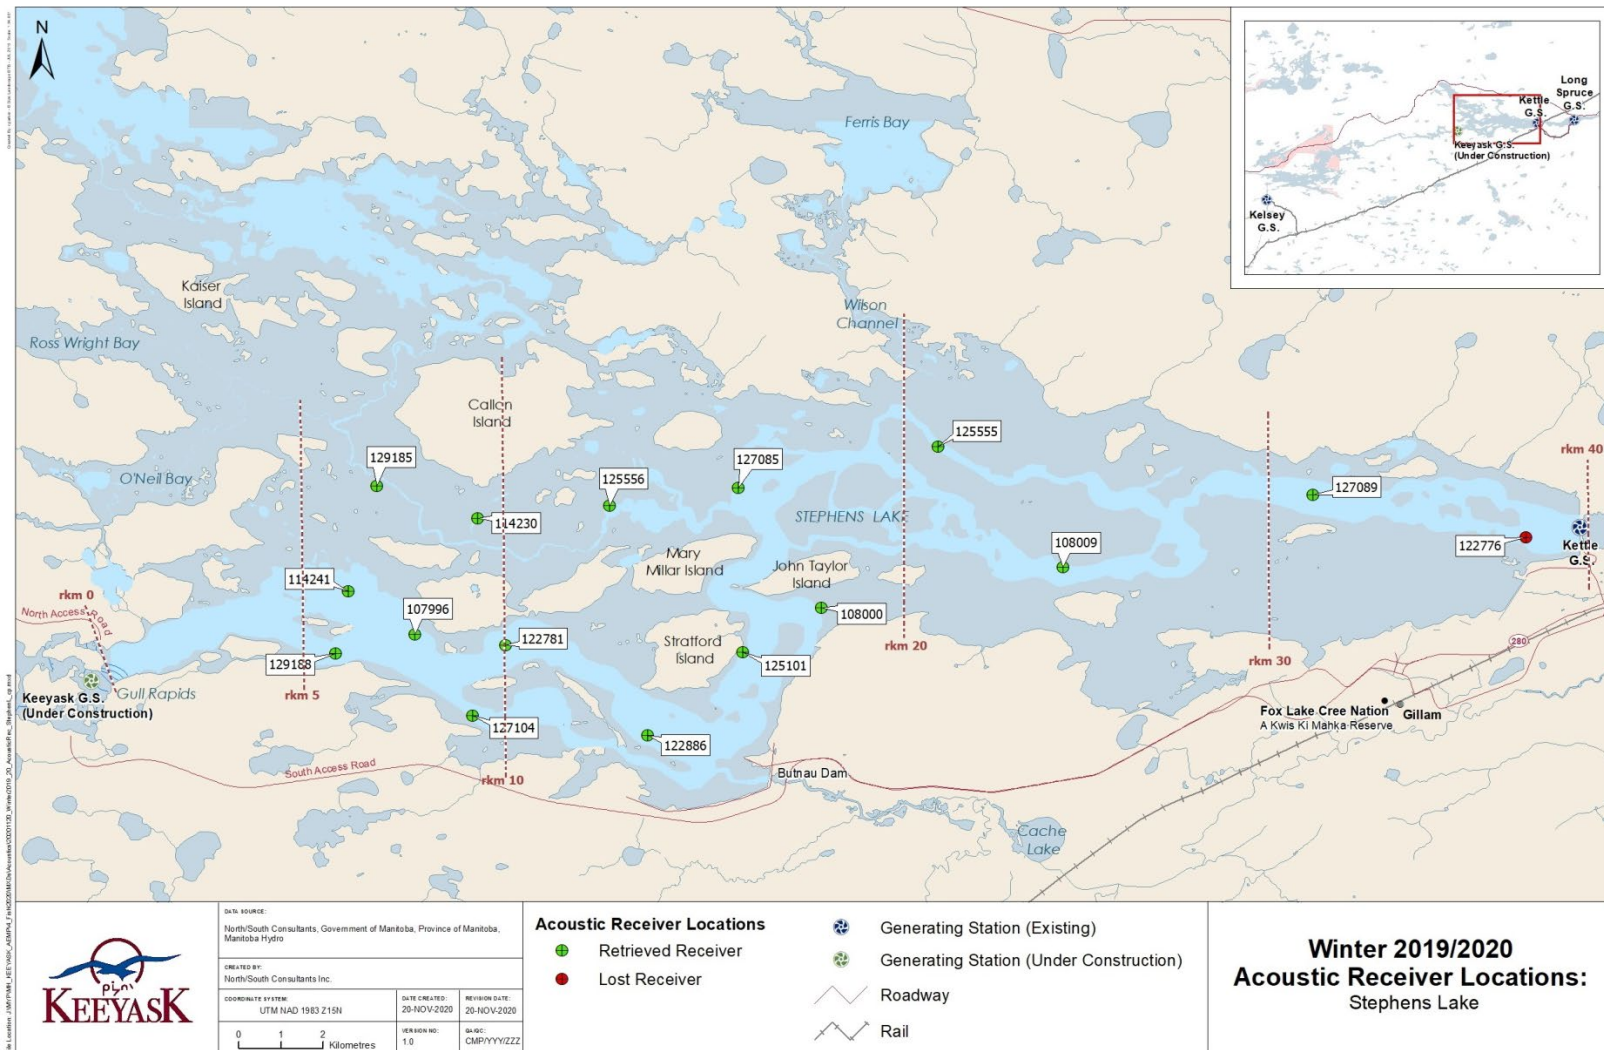 N
Ferris Bay
Long
Spruce
G.S.
Kettle
G.S.
Keeyask G.S.
(Under Construction)
Kelsey
G.S.
Kaiser
Island
Wilson
Channel
Ross Wright Bay
Callan
Island
O'Neil Bay
129185
114230
125556
127085
125555
127089
rkm 40
STEPHENS LAK
108009
122776
Kettle
G.S.
Mary
Millar Island
John Taylor
Island
114241
107996
108000
rkm 0
North Access Road
122781
Stratford
Island
125101
rkm 20
rkm 30
280
129188
rkm 5
Gull Rapids
Keeyask G.S.
(Under Construction)
127104
122886
rkm 10
South Access Road
Butnau Dam
Fox Lake Cree Nation
A Kwis Ki Mahka Reserve
Gillam
Cache
Lake
KEEYASK
DATA SOURCE:
North/South Consultants, Government of Manitoba, Province of Manitoba,
Manitoba Hydro
CREATED BY:
North/South Consultants Inc.
COORDINATE SYSTEM:
UTM NAD 1983 Z15N
DATE CREATED:
20-NOV-2020
REVISION DATE:
20-NOV-2020
0 1 2 Kilometres
VERSION NO:
1.0
QA/QC:
CMP/YYY/ZZZ
Acoustic Receiver Locations
Retrieved Receiver
Lost Receiver
Generating Station (Existing)
Generating Station (Under Construction)
Roadway
Rail
Winter 2019/2020
Acoustic Receiver Locations:
Stephens Lake